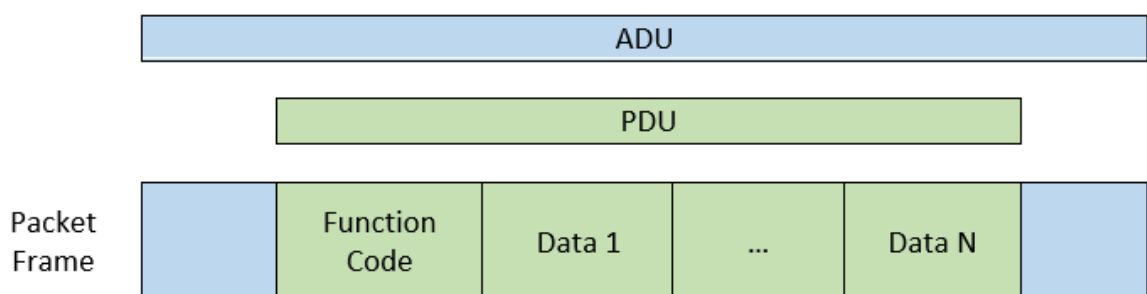 ADU
PDU
Packet
Frame
Function
Code
Data 1
...
Data N